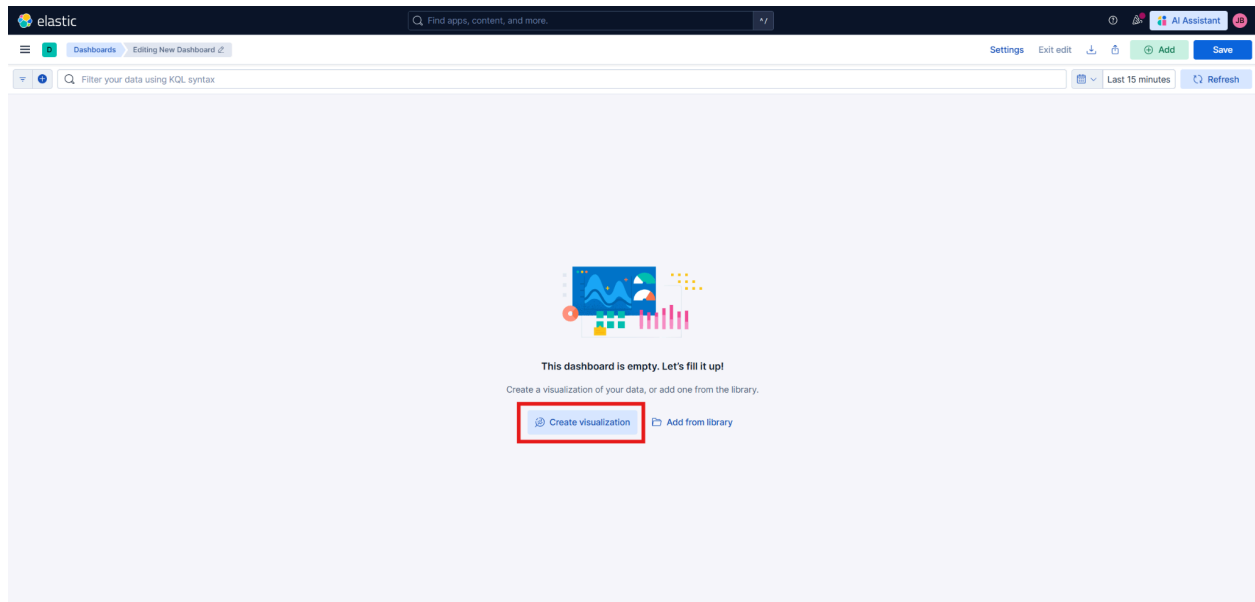 elastic
Find apps, content, and more.
^/
AI Assistant
JB
D
Dashboards
Editing New Dashboard
Settings
Exit edit
Add
Save
Filter your data using KQL syntax
Last 15 minutes
Refresh
This dashboard is empty. Let's fill it up!
Create a visualization of your data, or add one from the library.
Create visualization
Add from library